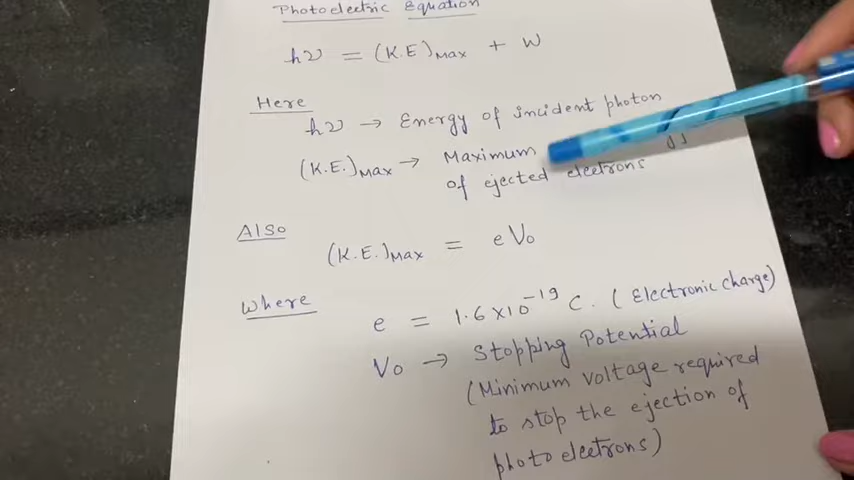 Photoelectric Equation
hν = (K.E)Max + W
Here
hν → Energy of incident photon
(K.E.)Max → Maximum
of ejected electrons
Also
(K.E.)Max = eV₀
Where
e = 1.6×10⁻¹⁹ C. (Electronic charge)
V₀ → Stopping Potential
(Minimum voltage required
to stop the ejection of
photoelectrons)